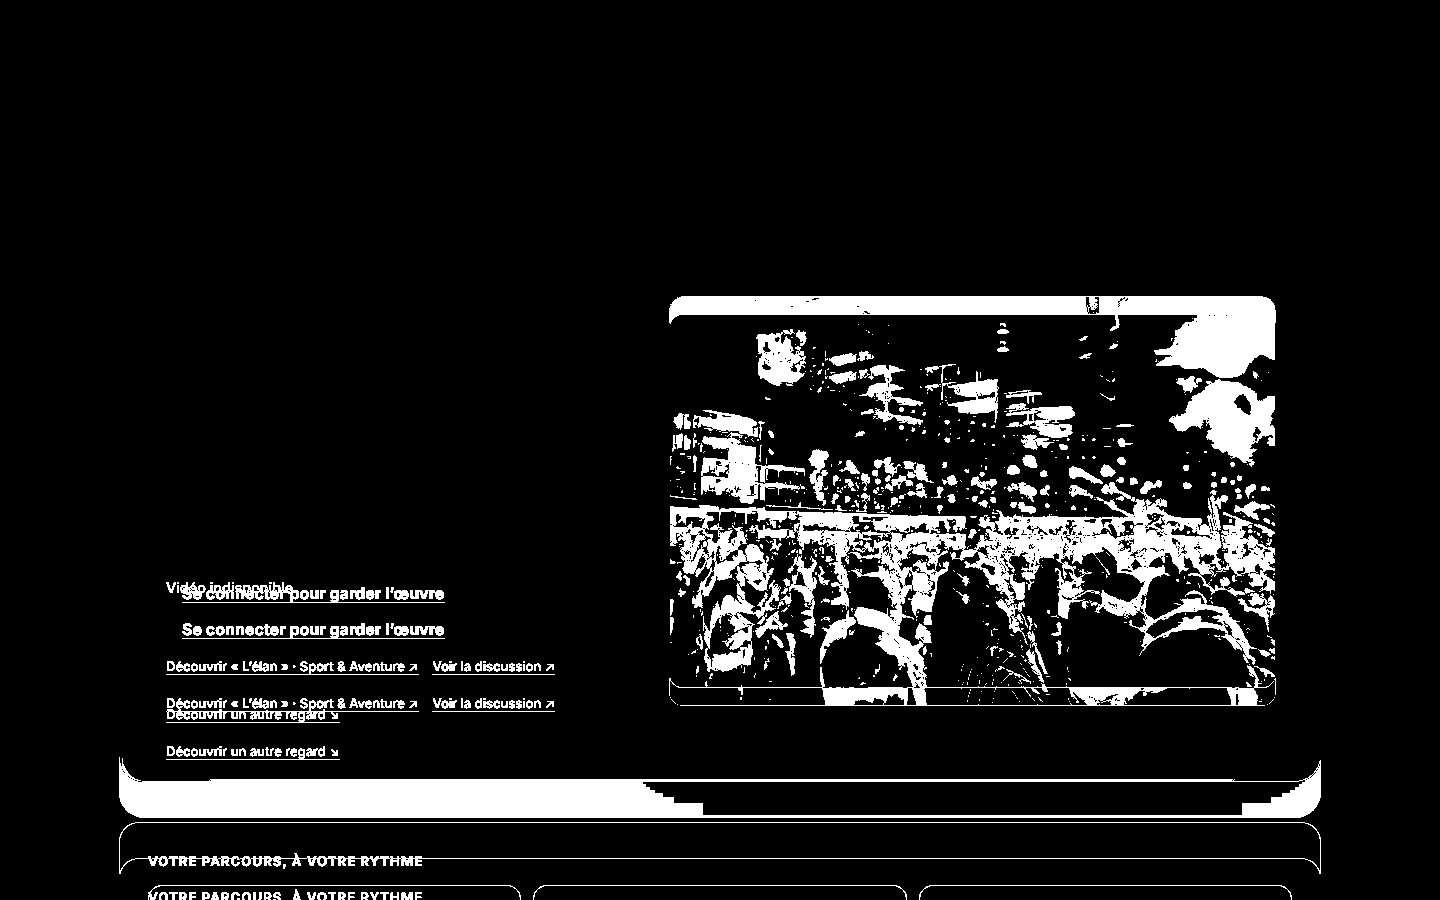 Vidéo indisponible
Se connecter pour garder l'œuvre
Se connecter pour garder l'œuvre
Découvrir « L'élan » · Sport & Aventure ↗ Voir la discussion ↗
Découvrir « L'élan » · Sport & Aventure ↗ Voir la discussion ↗
Découvrir un autre regard ↘
Découvrir un autre regard ↘
VOTRE PARCOURS, À VOTRE RYTHME
VOTRE PARCOURS, À VOTRE RYTHME